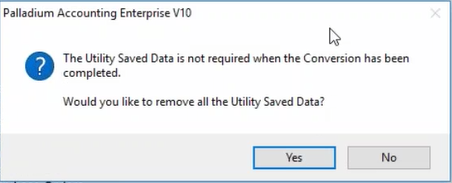 Palladium Accounting Enterprise V10
The Utility Saved Data is not required when the Conversion has been
completed.
Would you like to remove all the Utility Saved Data?
Yes
No